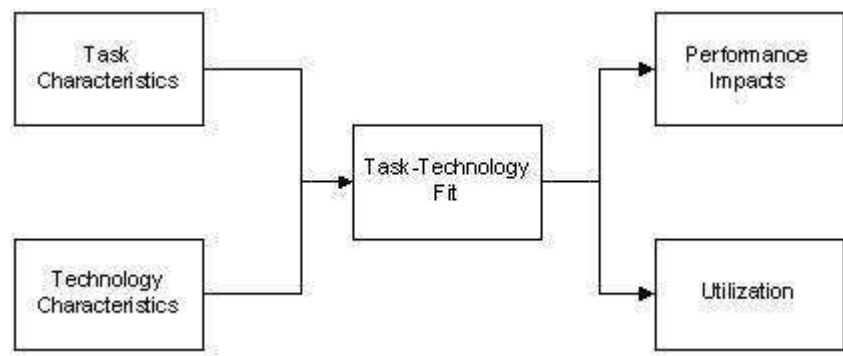 Task
Characteristics
Performance
Impacts
Task-Technology
Fit
Technology
Characteristics
Utilization